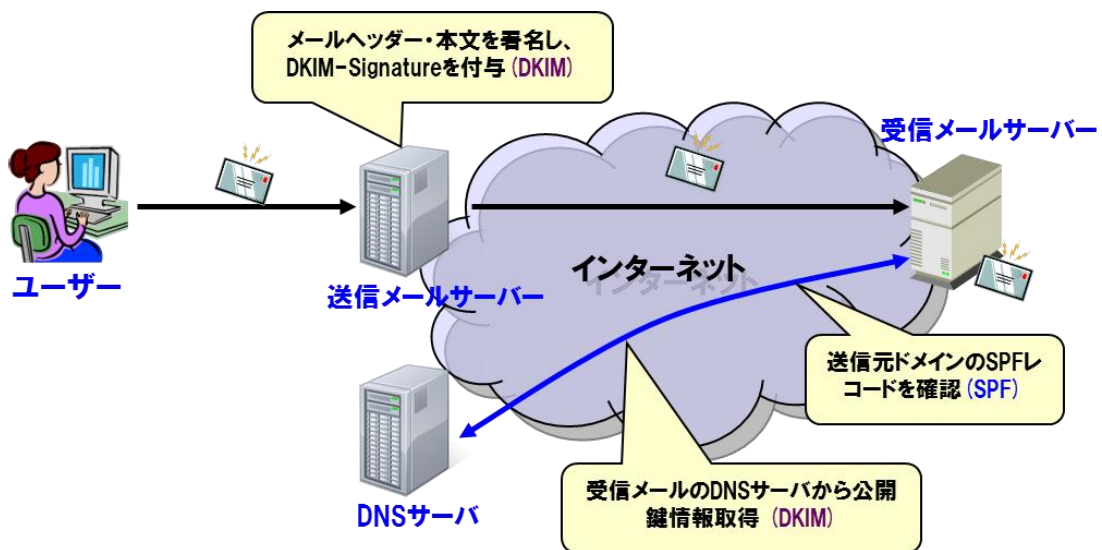 メールヘッダー・本文を署名し、
DKIM-Signatureを付与(DKIM)
受信メールサーバー
インターネット
ユーザー
送信メールサーバー
送信元ドメインのSPFレ
コードを確認(SPF)
受信メールのDNSサーバから公開
鍵情報取得 (DKIM)
DNSサーバ